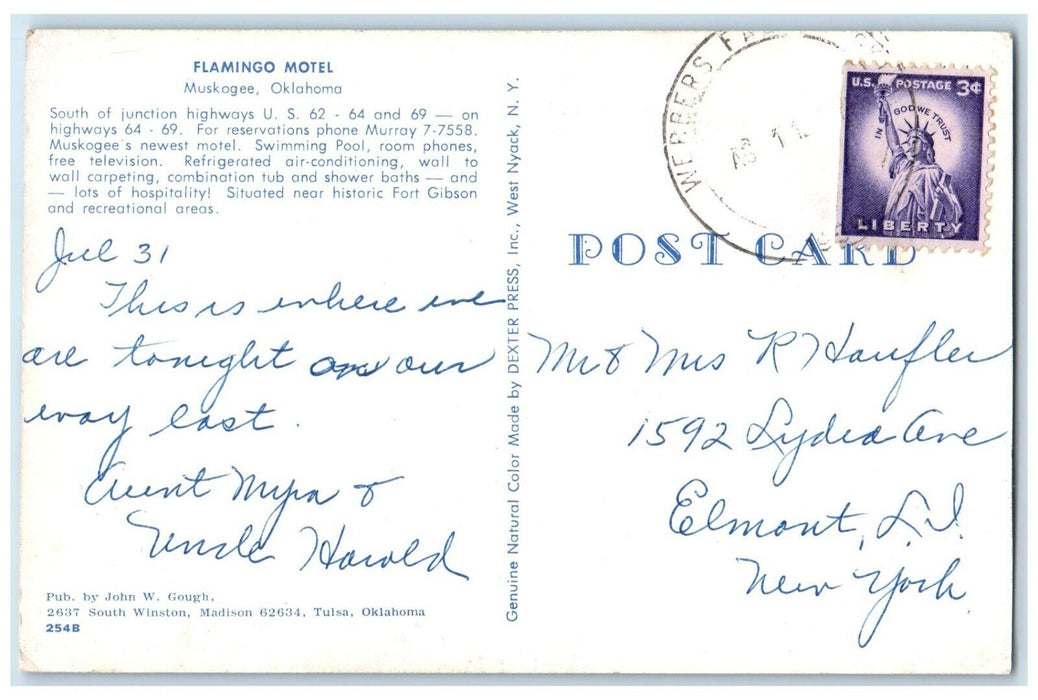 FLAMINGO MOTEL
Muskogee, Oklahoma
South of junction highways U. S. 62 - 64 and 69 — on
highways 64 - 69. For reservations phone Murray 7-7558.
Muskogee's newest motel. Swimming Pool, room phones,
free television. Refrigerated air-conditioning, wall to
wall carpeting, combination tub and shower baths — and
— lots of hospitality! Situated near historic Fort Gibson
and recreational areas.
Jul 31
This is where we
are tonight on our
way east.
Aunt Myra &
Uncle Harold
Pub. by John W. Gough,
2637 South Winston, Madison 62634, Tulsa, Oklahoma
254B
Genuine Natural Color Made by DEXTER PRESS, Inc., West Nyack, N. Y.
WEBBERS FA
U.S. POSTAGE 3¢
IN GOD WE TRUST
LIBERTY
POST CARD
Mr & Mrs R Haufler
1592 Lydia Ave
Elmont, L.I.
New York